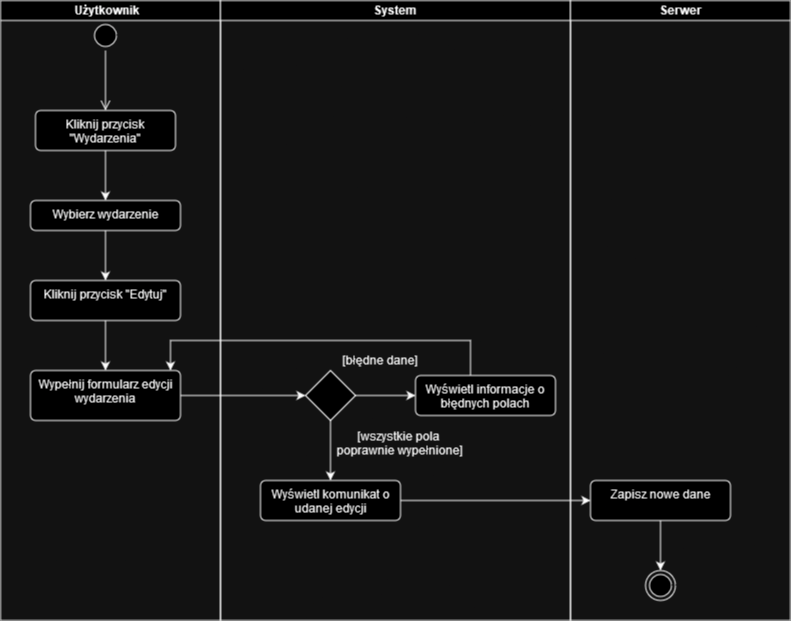 Użytkownik
System
Serwer
Kliknij przycisk
"Wydarzenia"
Wybierz wydarzenie
Kliknij przycisk "Edytuj"
Wypełnij formularz edycji
wydarzenia
[błędne dane]
Wyświetl informacje o
błędnych polach
[wszystkie pola
poprawnie wypełnione]
Wyświetl komunikat o
udanej edycji
Zapisz nowe dane